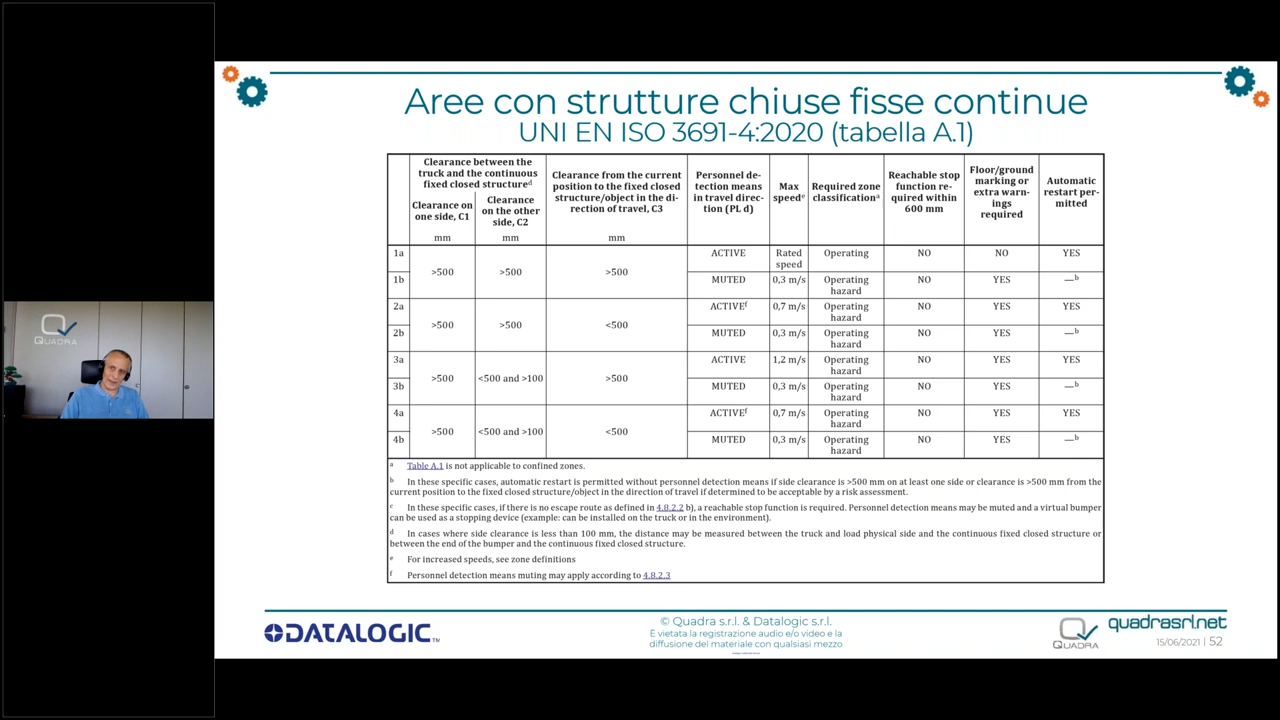 Aree con strutture chiuse fisse continue
UNI EN ISO 3691-4:2020 (tabella A.1)
Clearance between the
truck and the continuous
fixed closed structured
Clearance on
one side, C1
mm
Clearance
on the other
side, C2
mm
Clearance from the current
position to the fixed closed
structure/object in the di-
rection of travel, C3
mm
Personnel de-
tection means
in travel direc-
tion (PL d)
Max
speede
Required zone
classificationa
Reachable stop
function re-
quired within
600 mm
Floor/ground
marking or
extra warn-
ings
required
Automatic
restart per-
mitted
1a >500 >500 >500 ACTIVE Rated speed Operating NO NO YES
1b MUTED 0,3 m/s Operating hazard NO YES —b
2a >500 >500 <500 ACTIVEf 0,7 m/s Operating hazard NO YES YES
2b MUTED 0,3 m/s Operating hazard NO YES —b
3a >500 <500 and >100 >500 ACTIVE 1,2 m/s Operating hazard NO YES YES
3b MUTED 0,3 m/s Operating hazard NO YES —b
4a >500 <500 and >100 <500 ACTIVEf 0,7 m/s Operating hazard NO YES YES
4b MUTED 0,3 m/s Operating hazard NO YES —b
a Table A.1 is not applicable to confined zones.
b In these specific cases, automatic restart is permitted without personnel detection means if side clearance is >500 mm on at least one side or clearance is >500 mm from the
current position to the fixed closed structure/object in the direction of travel if determined to be acceptable by a risk assessment.
c In these specific cases, if there is no escape route as defined in 4.8.2.2 b), a reachable stop function is required. Personnel detection means may be muted and a virtual bumper
can be used as a stopping device (example: can be installed on the truck or in the environment).
d In cases where side clearance is less than 100 mm, the distance may be measured between the truck and load physical side and the continuous fixed closed structure or
between the end of the bumper and the continuous fixed closed structure.
e For increased speeds, see zone definitions
f Personnel detection means muting may apply according to 4.8.2.3
DATALOGIC™
© Quadra s.r.l. & Datalogic s.r.l.
È vietata la registrazione audio e/o video e la
diffusione del materiale con qualsiasi mezzo
QUADRA
quadrasrl.net
15/06/2021 | 52
QUADRA